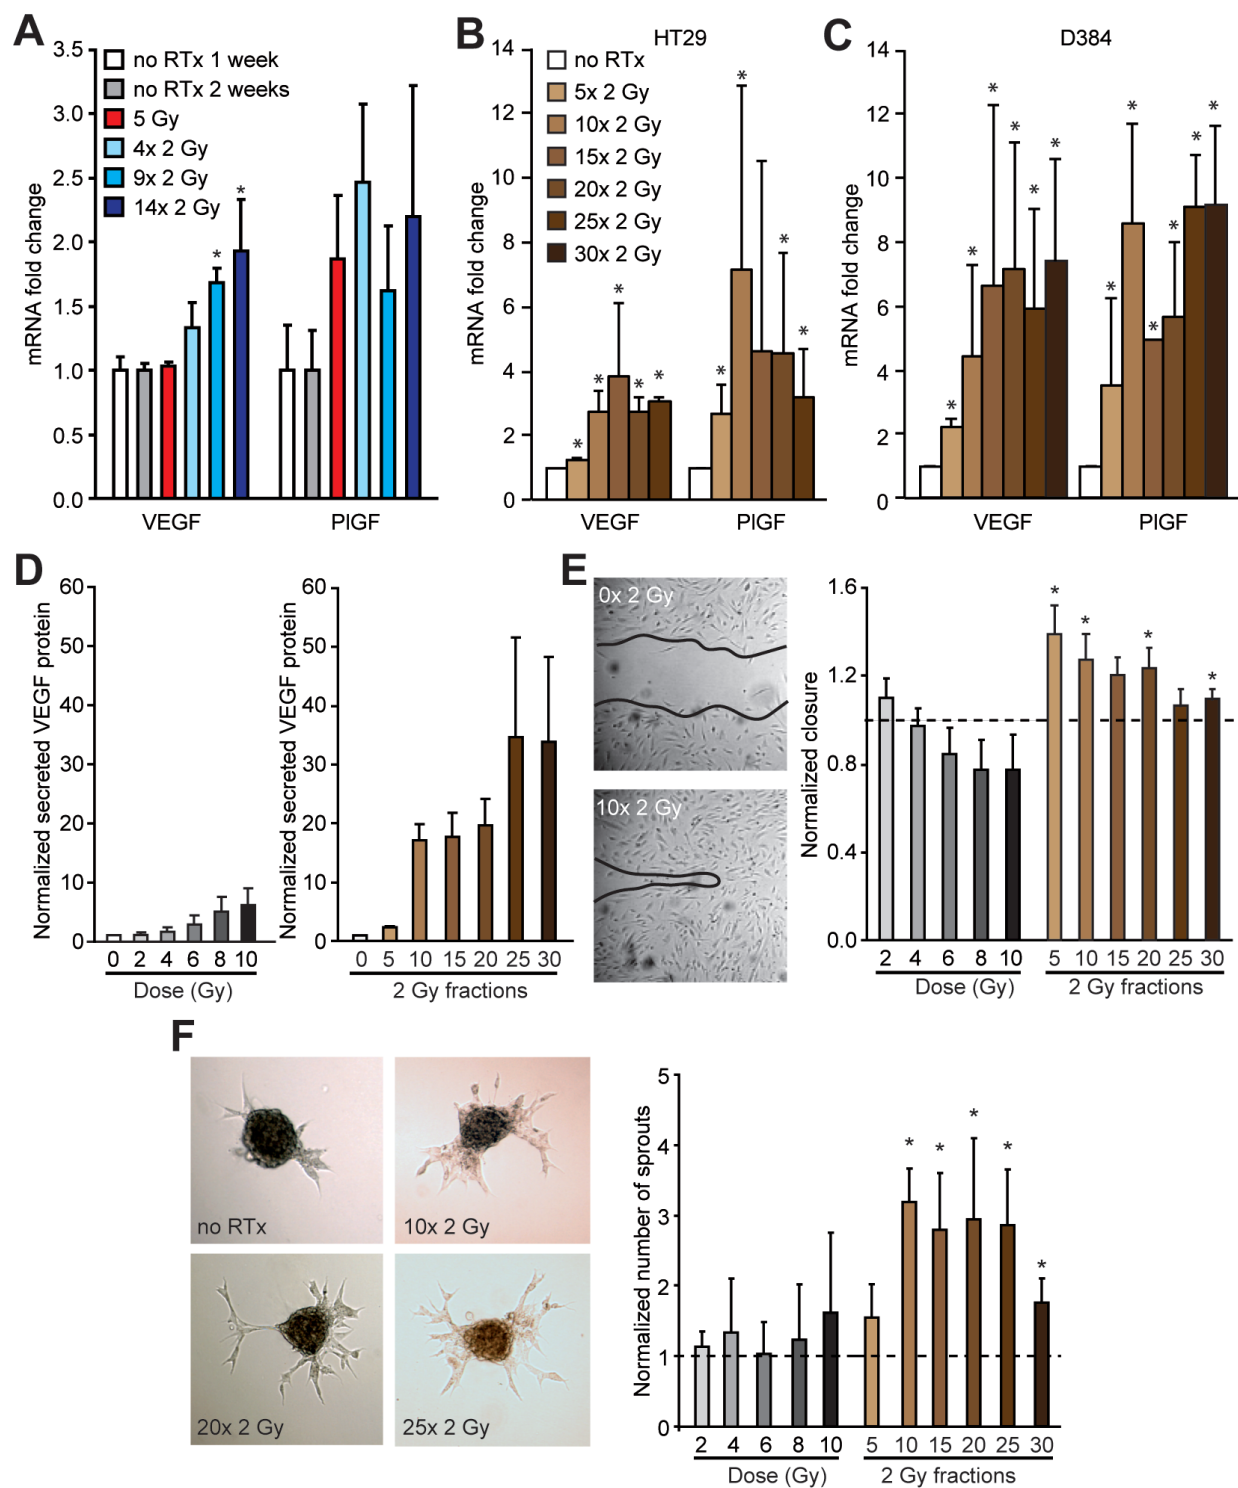 A
3.5
3.0
2.5
2.0
1.5
1.0
0.5
0.0
mRNA fold change
no RTx 1 week
no RTx 2 weeks
5 Gy
4x 2 Gy
9x 2 Gy
14x 2 Gy
*
*
VEGF
PlGF
B
HT29
14
12
10
8
6
4
2
0
mRNA fold change
no RTx
5x 2 Gy
10x 2 Gy
15x 2 Gy
20x 2 Gy
25x 2 Gy
30x 2 Gy
* * * * *
* * * *
VEGF
PlGF
C
D384
14
12
10
8
6
4
2
0
mRNA fold change
* * * * * *
* * * * * *
VEGF
PlGF
D
60
50
40
30
20
10
0
Normalized secreted VEGF protein
0 2 4 6 8 10
Dose (Gy)
60
50
40
30
20
10
0
Normalized secreted VEGF protein
0 5 10 15 20 25 30
2 Gy fractions
E
0x 2 Gy
10x 2 Gy
1.6
1.2
0.8
0.4
0.0
Normalized closure
* * * *
2 4 6 8 10
Dose (Gy)
5 10 15 20 25 30
2 Gy fractions
F
no RTx
10x 2 Gy
20x 2 Gy
25x 2 Gy
5
4
3
2
1
0
Normalized number of sprouts
* * * * *
2 4 6 8 10
Dose (Gy)
5 10 15 20 25 30
2 Gy fractions